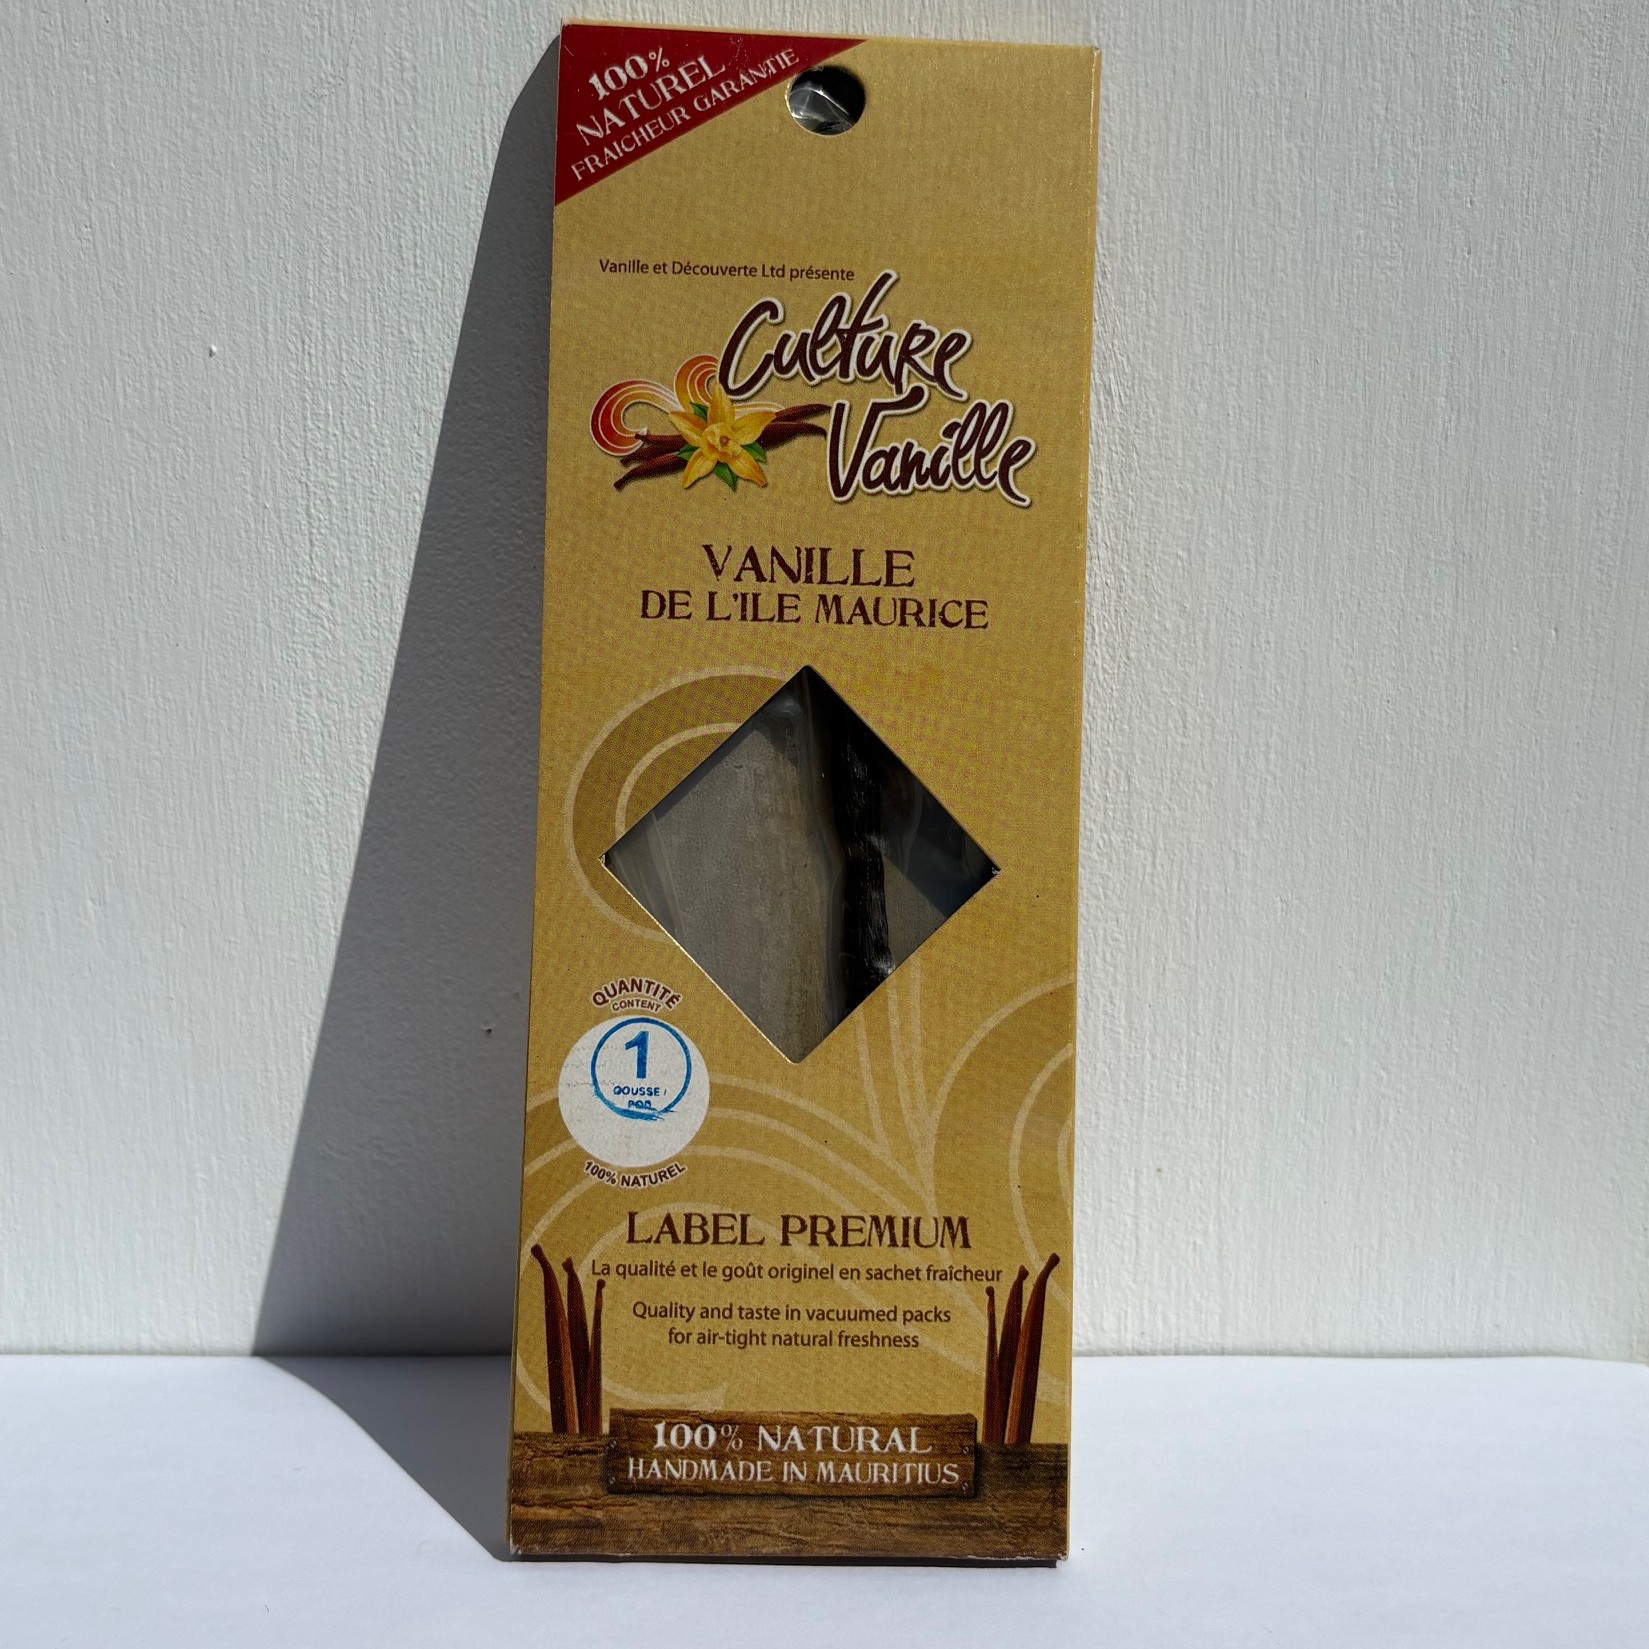 100%
NATUREL
FRAICHEUR GARANTIE
Vanille et Découverte Ltd présente
Culture
Vanille
VANILLE
DE L'ILE MAURICE
QUANTITÉ
CONTENT
1
GOUSSE /
POD
100% NATUREL
LABEL PREMIUM
La qualité et le goût originel en sachet fraîcheur
Quality and taste in vacuumed packs
for air-tight natural freshness
100% NATURAL
HANDMADE IN MAURITIUS